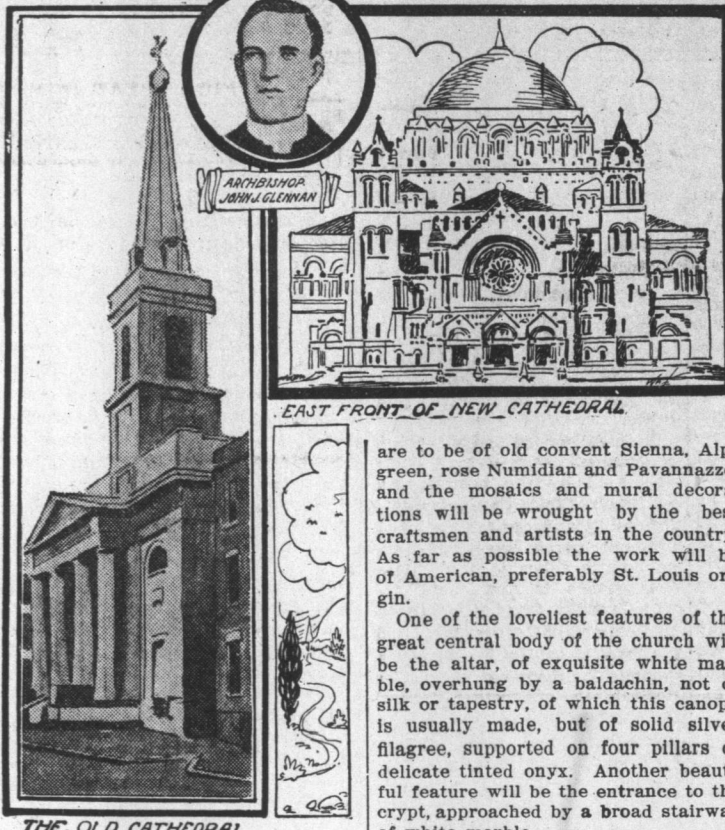 ARCHBISHOP
JOHN J. GLENNAN
EAST FRONT OF NEW CATHEDRAL.
THE OLD CATHEDRAL
are to be of old convent Sienna, Alp
green, rose Numidian and Pavannazz
and the mosaics and mural decor
tions will be wrought by the bes
craftsmen and artists in the countr
As far as possible the work will b
of American, preferably St. Louis or
gin.
One of the loveliest features of th
great central body of the church wi
be the altar, of exquisite white ma
ble, overhung by a baldachin, not o
silk or tapestry, of which this canop
is usually made, but of solid silve
filagree, supported on four pillars o
delicate tinted onyx. Another beaut
ful feature will be the entrance to th
crypt, approached by a broad stairwa
of white marble